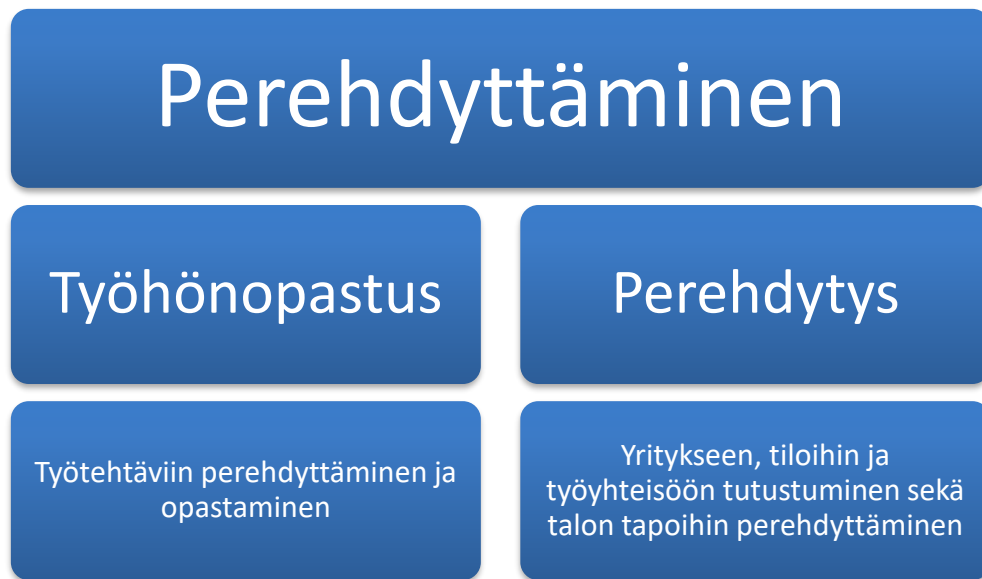 Perehdyttäminen
Työhönopastus
Perehdytys
Työtehtäviin perehdyttäminen ja
opastaminen
Yritykseen, tiloihin ja
työyhteisöön tutustuminen sekä
talon tapoihin perehdyttäminen